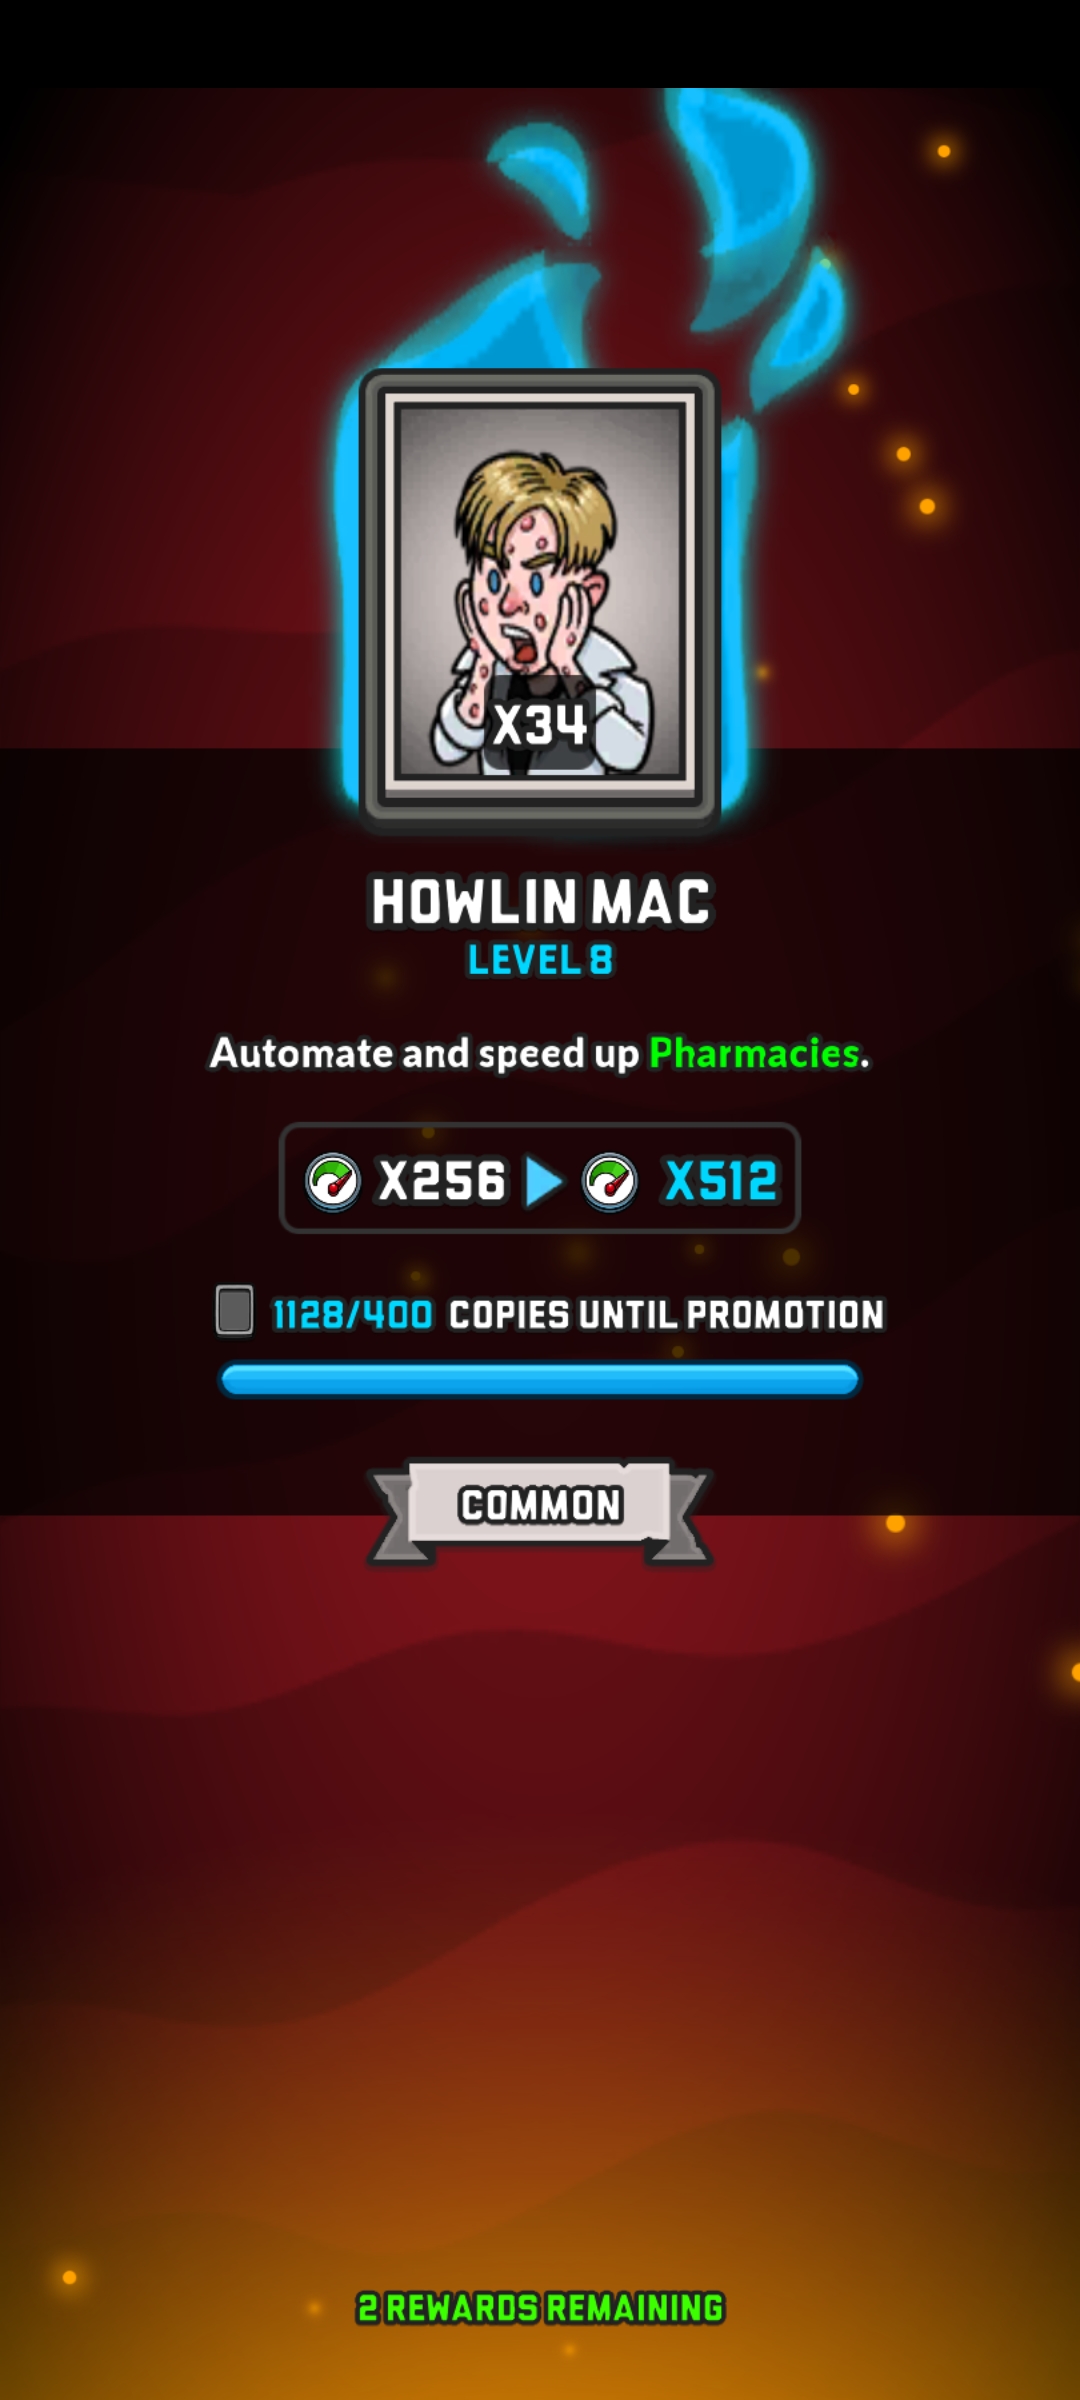 X34
HOWLIN MAC
LEVEL 8
Automate and speed up Pharmacies.
X256 X512
1128/400 COPIES UNTIL PROMOTION
COMMON
2 REWARDS REMAINING